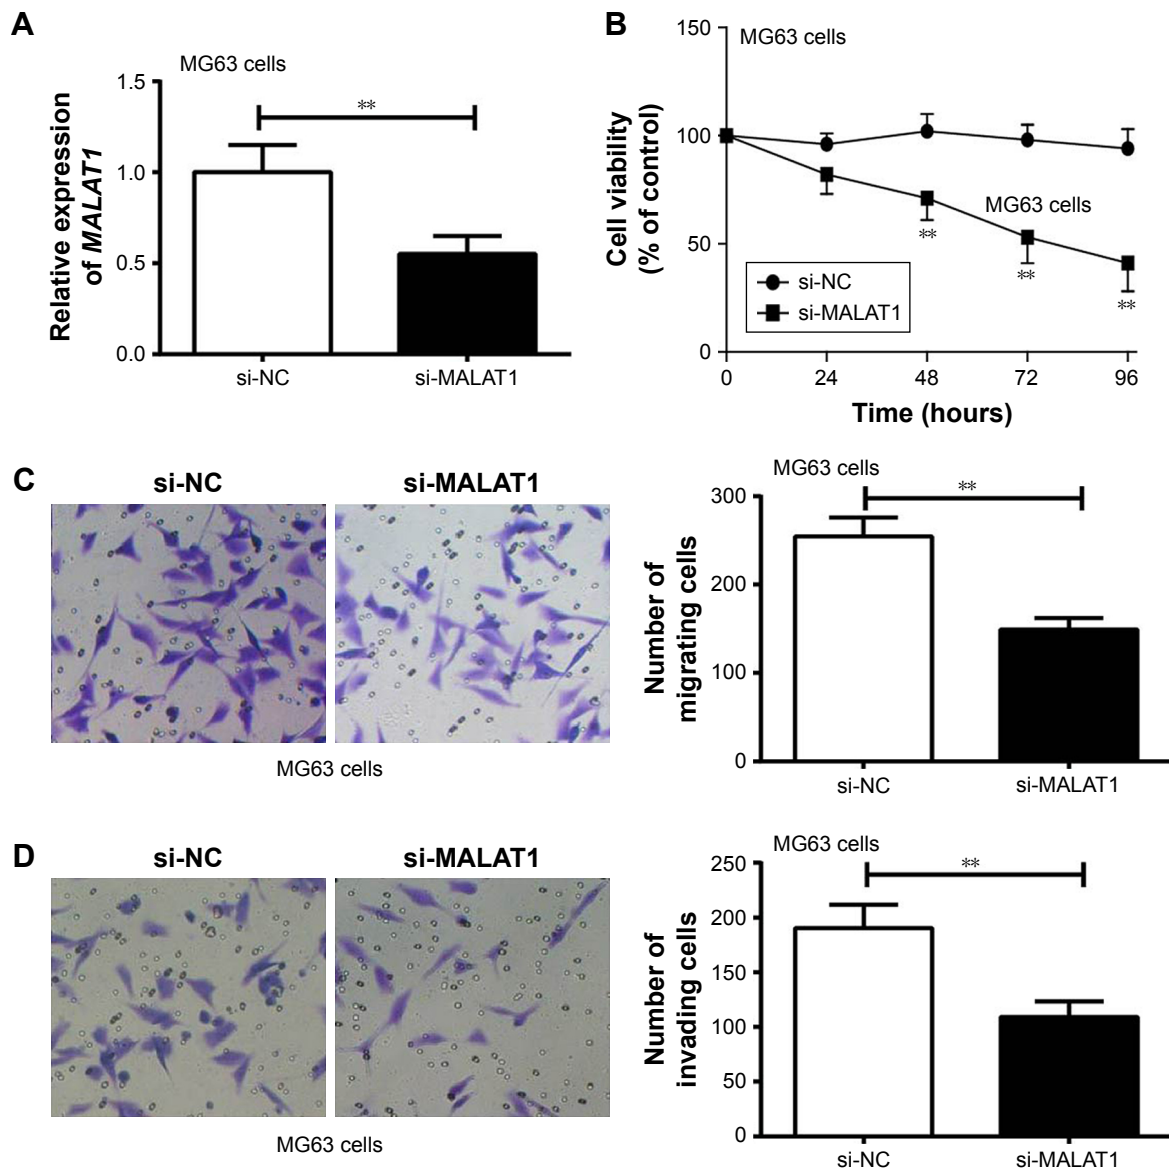 A
MG63 cells
Relative expression
of MALAT1
1.5
1.0
0.5
0.0
**
si-NC
si-MALAT1
B
MG63 cells
Cell viability
(% of control)
150
100
50
0
MG63 cells
**
**
**
si-NC
si-MALAT1
0 24 48 72 96
Time (hours)
C
si-NC
si-MALAT1
MG63 cells
MG63 cells
Number of
migrating cells
300
200
100
0
**
si-NC
si-MALAT1
D
si-NC
si-MALAT1
MG63 cells
MG63 cells
Number of
invading cells
250
200
150
100
50
0
**
si-NC
si-MALAT1